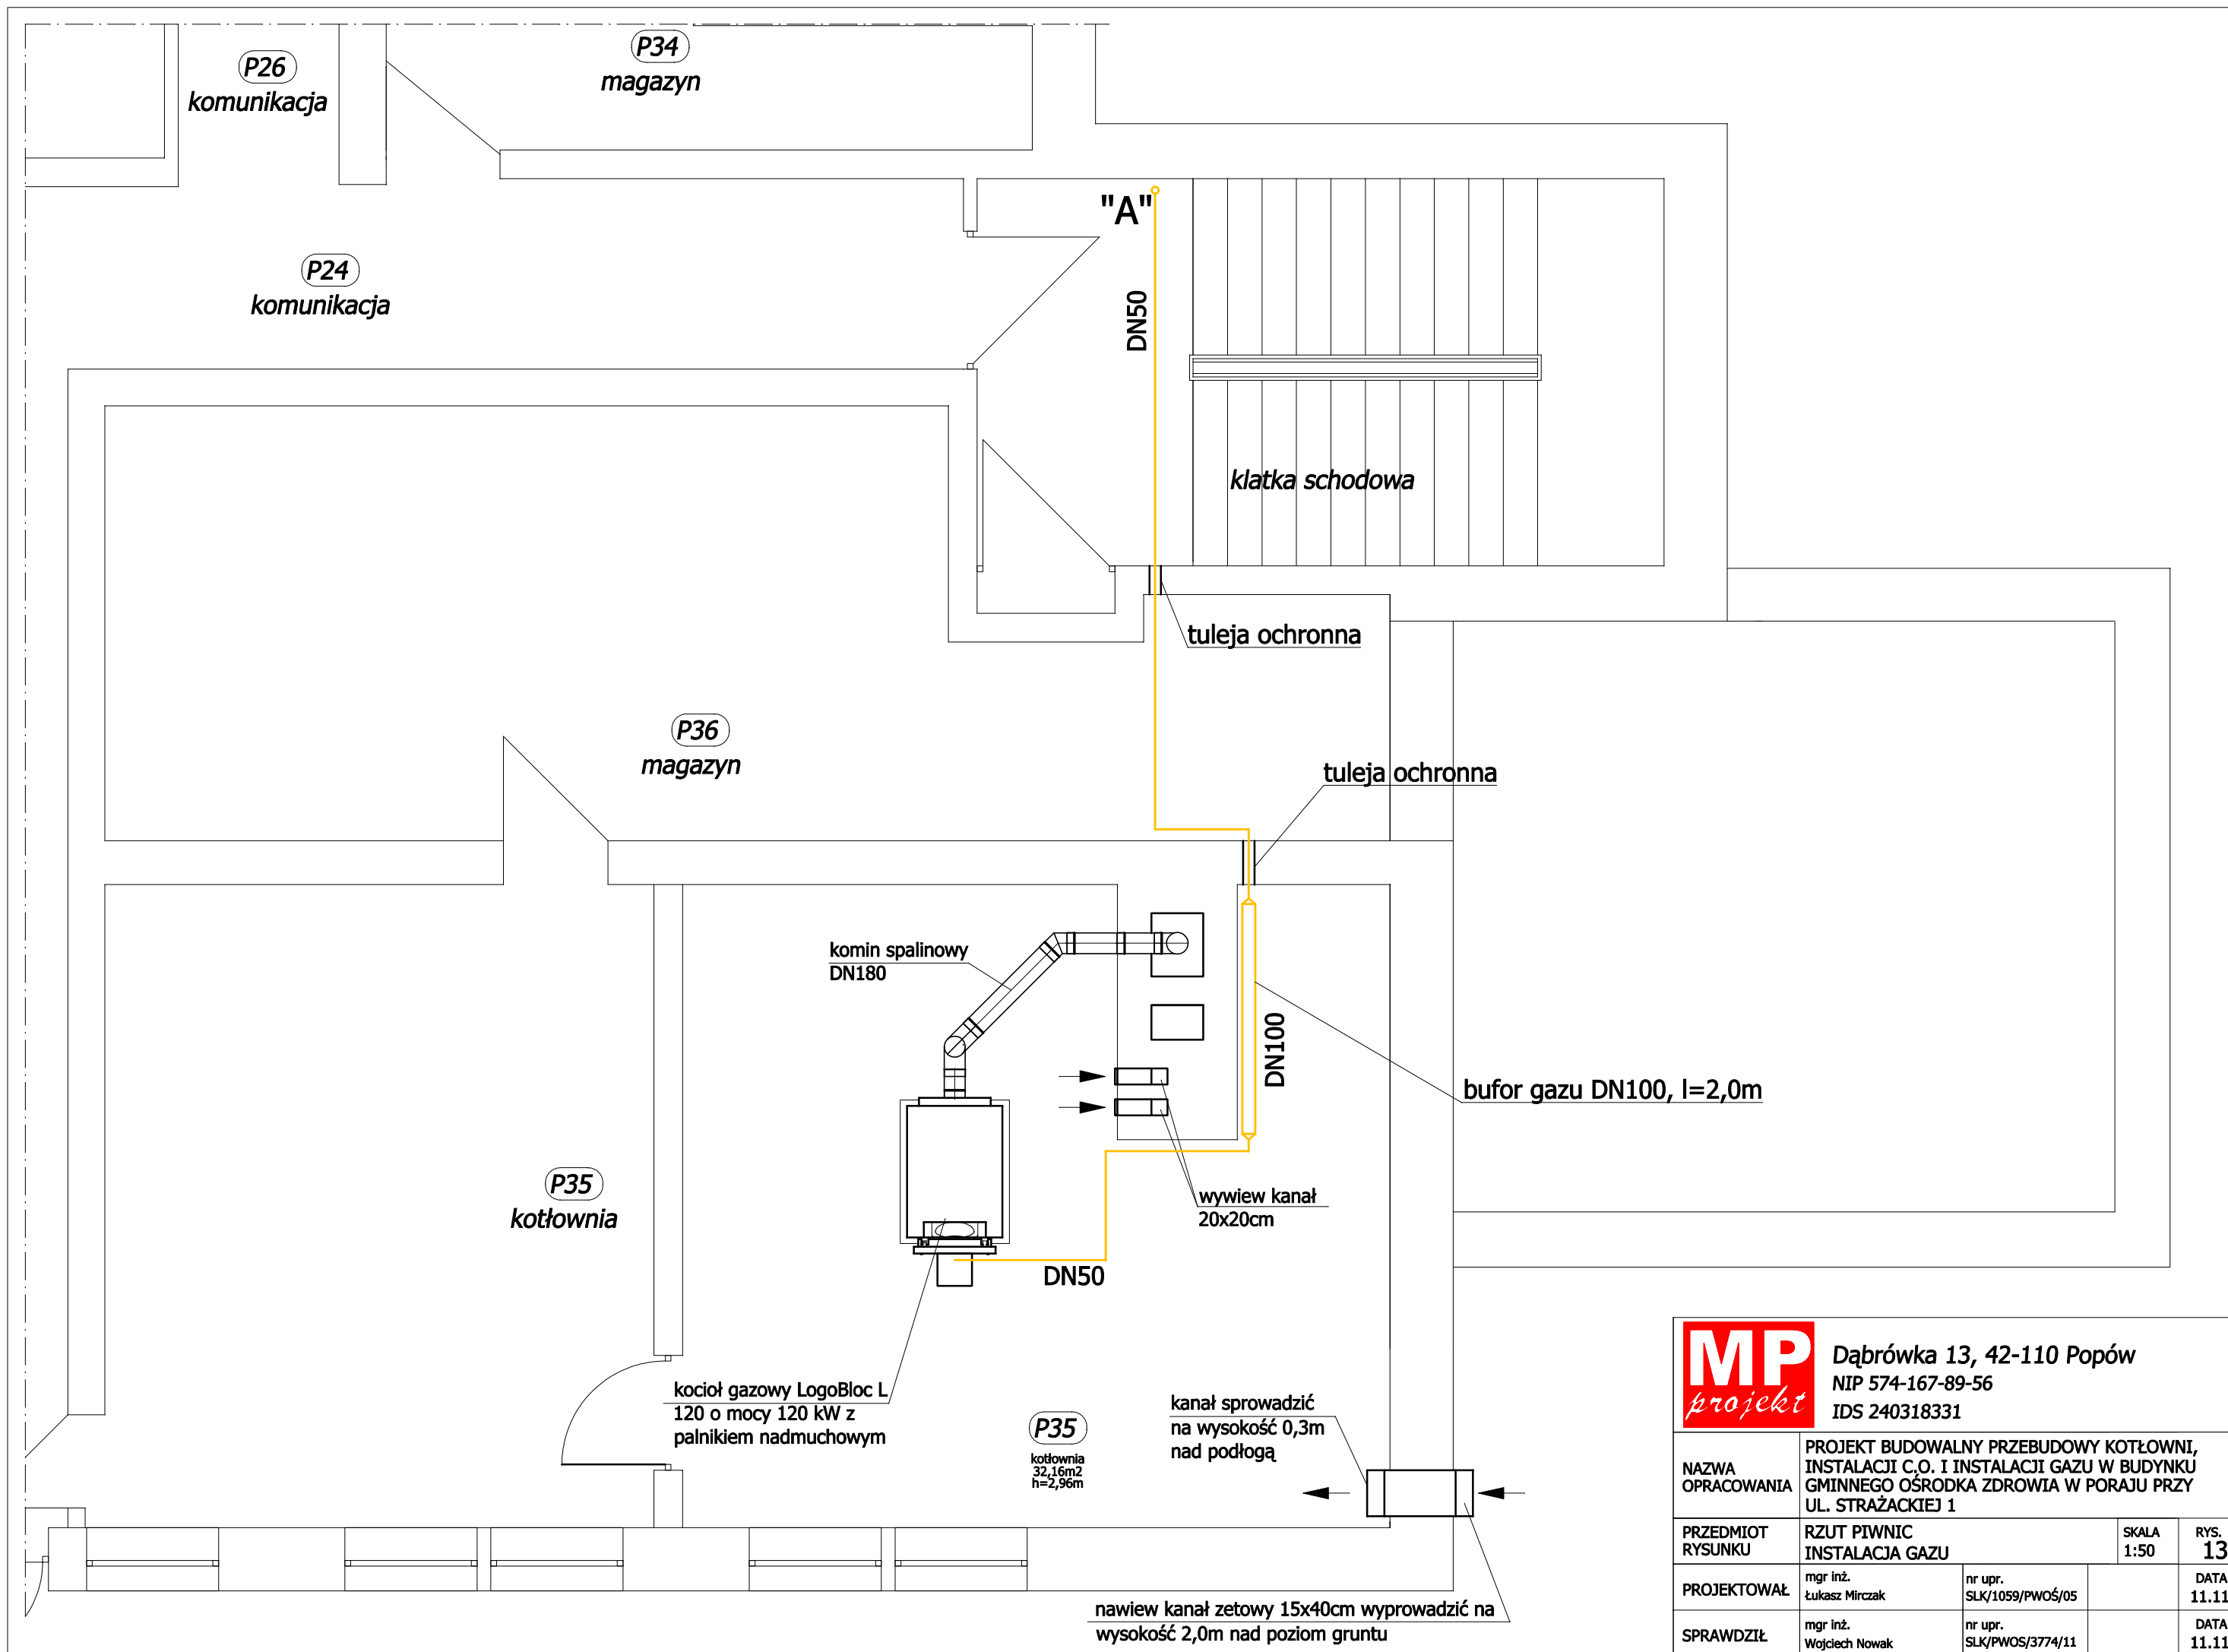 P26
komunikacja
P34
magazyn
"A"
P24
komunikacja
DN50
klatka schodowa
tuleja ochronna
P36
magazyn
tuleja ochronna
komin spalinowy
DN180
DN100
bufor gazu DN100, l=2,0m
P35
kotłownia
wywiew kanał
20x20cm
DN50
kocioł gazowy LogoBloc L
120 o mocy 120 kW z
palnikiem nadmuchowym
P35
kotłownia
32,16m2
h=2,96m
kanał sprowadzić
na wysokość 0,3m
nad podłogą
nawiew kanał zetowy 15x40cm wyprowadzić na
wysokość 2,0m nad poziom gruntu
MP
projekt
Dąbrówka 13, 42-110 Popów
NIP 574-167-89-56
IDS 240318331
NAZWA
OPRACOWANIA
PROJEKT BUDOWALNY PRZEBUDOWY KOTŁOWNI,
INSTALACJI C.O. I INSTALACJI GAZU W BUDYNKU
GMINNEGO OŚRODKA ZDROWIA W PORAJU PRZY
UL. STRAŻACKIEJ 1
PRZEDMIOT
RYSUNKU
RZUT PIWNIC
INSTALACJA GAZU
SKALA
1:50
RYS.
13
PROJEKTOWAŁ
mgr inż.
Łukasz Mirczak
nr upr.
SLK/1059/PWOŚ/05
DATA
11.11
SPRAWDZIŁ
mgr inż.
Wojciech Nowak
nr upr.
SLK/PWOS/3774/11
DATA
11.11